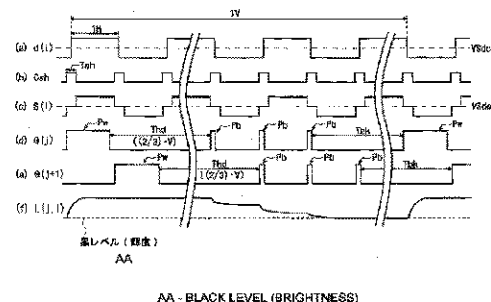 1V
1H
(a) d(i) VSdc
(b) Csh
Tsh
(c) S(i) VSdc
(d) G(j) Pw Thd Pb Pb Pb Tbk Pw
((2/3)·V)
(e) G(j+1) Pw Thd Pb Pb Pb Tbk
((2/3)·V)
(f) L(j,i)
黒レベル(輝度)
AA
AA - BLACK LEVEL (BRIGHTNESS)